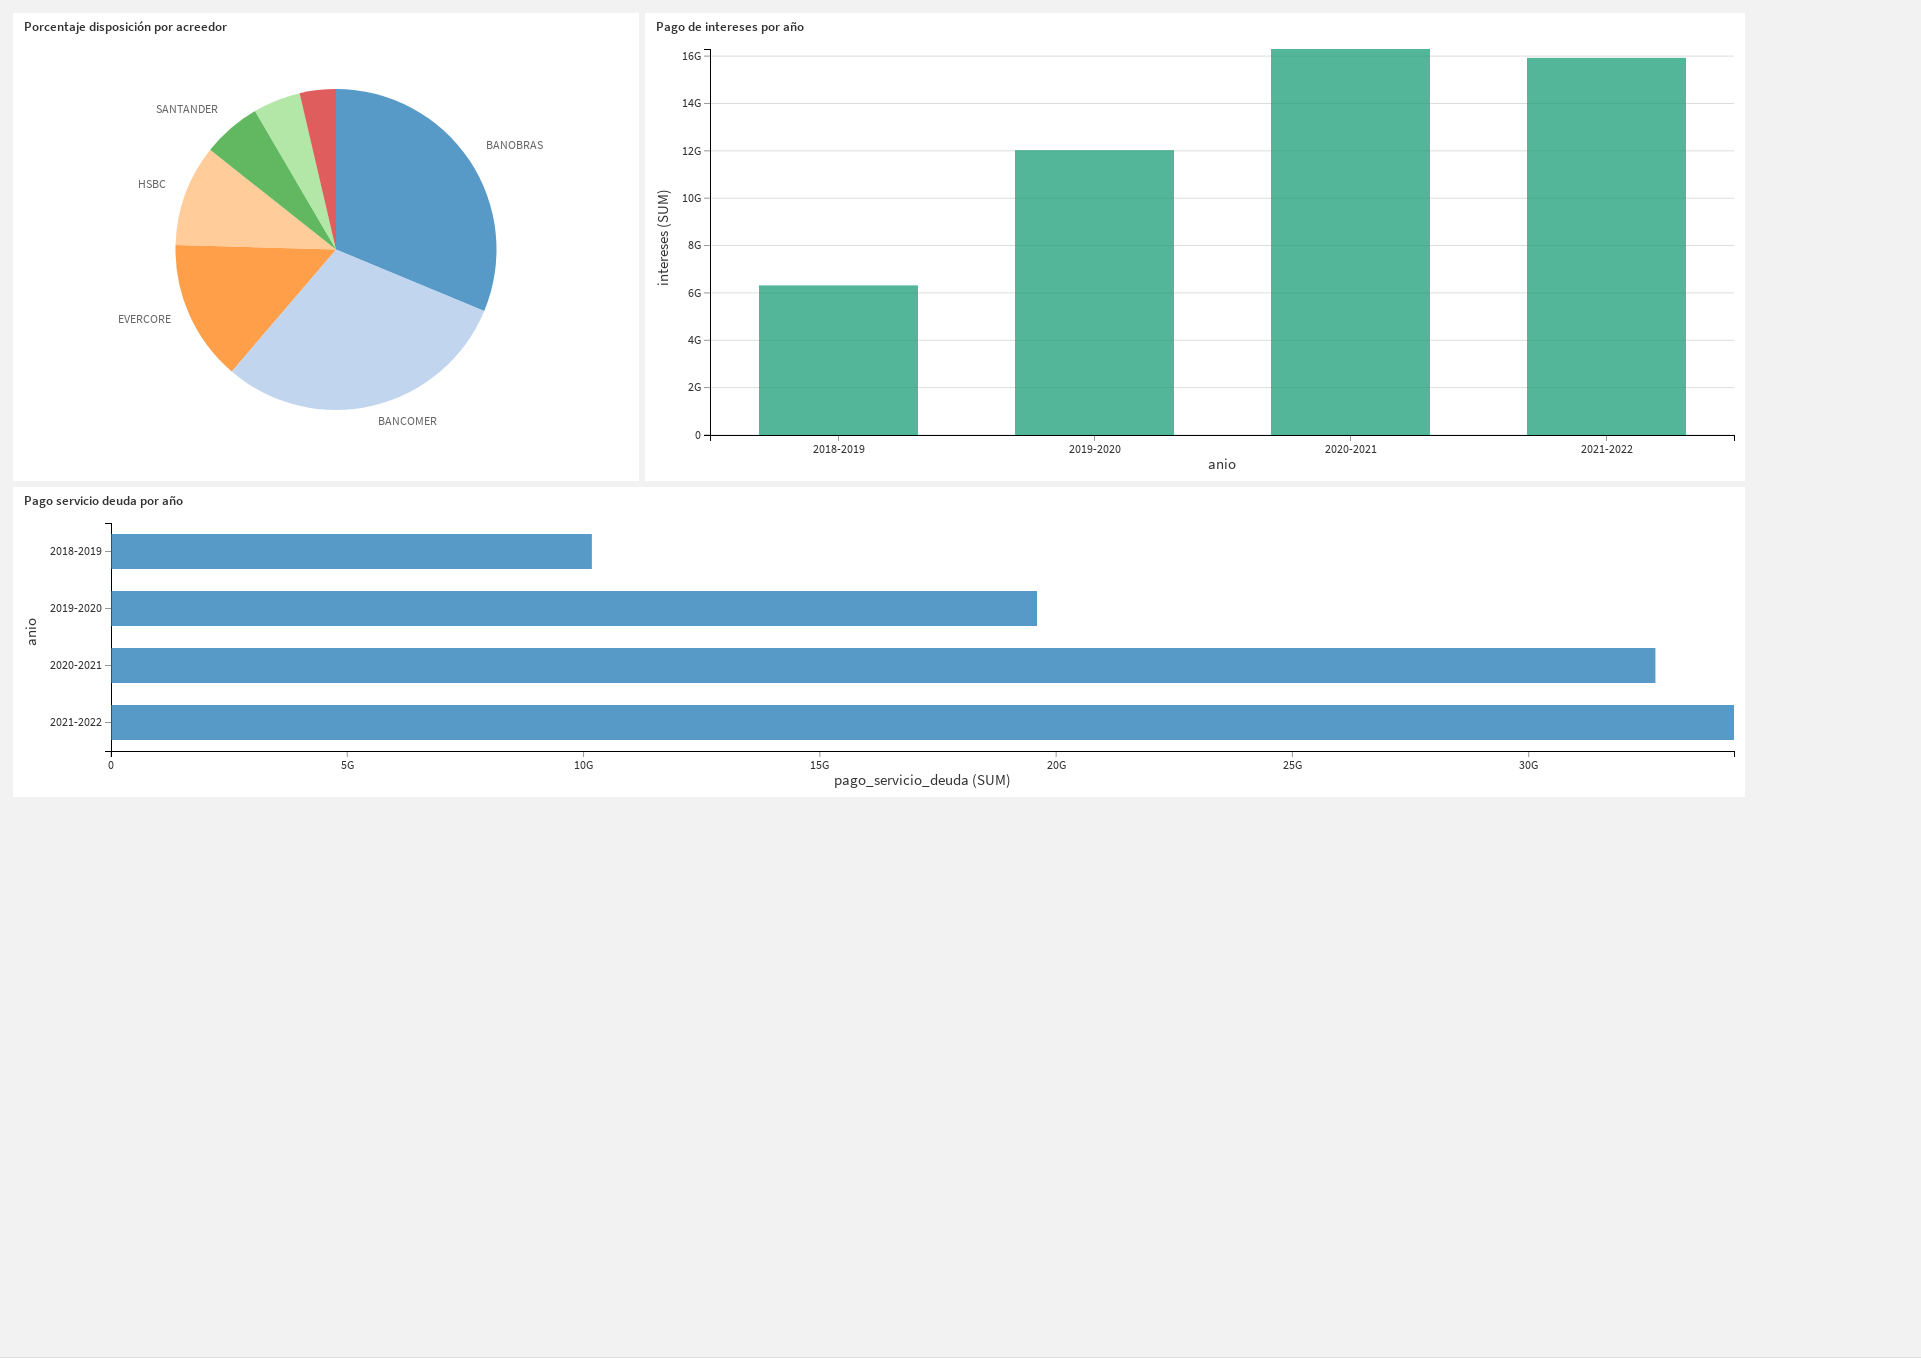 Porcentaje disposición por acreedor
SANTANDER
BANOBRAS
HSBC
EVERCORE
BANCOMER
Pago de intereses por año
16G
14G
12G
10G
8G
6G
4G
2G
0
intereses (SUM)
2018-2019 2019-2020 2020-2021 2021-2022
anio
Pago servicio deuda por año
2018-2019
2019-2020
2020-2021
2021-2022
anio
0 5G 10G 15G 20G 25G 30G
pago_servicio_deuda (SUM)